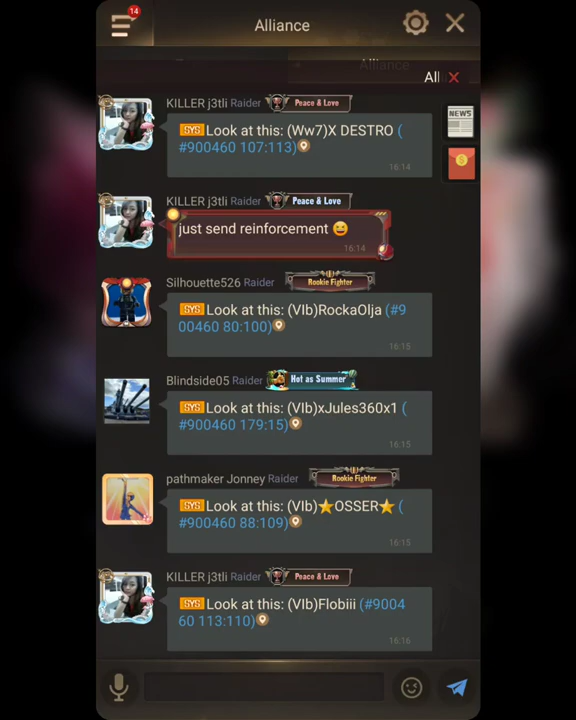 14
Alliance
Alliance
All
KILLER j3tli Raider Peace & Love
SYS Look at this: (Ww7)X DESTRO (
#900460 107:113)
16:14
NEWS
KILLER j3tli Raider Peace & Love
just send reinforcement 😆
16:14
Silhouette526 Raider Rookie Fighter
SYS Look at this: (VIb)RockaOlja (#9
00460 80:100)
16:15
Blindside05 Raider Hot as Summer
SYS Look at this: (VIb)xJules360x1 (
#900460 179:15)
16:15
pathmaker Jonney Raider Rookie Fighter
SYS Look at this: (VIb)⭐OSSER⭐ (
#900460 88:109)
16:15
KILLER j3tli Raider Peace & Love
SYS Look at this: (VIb)Flobiii (#9004
60 113:110)
16:16